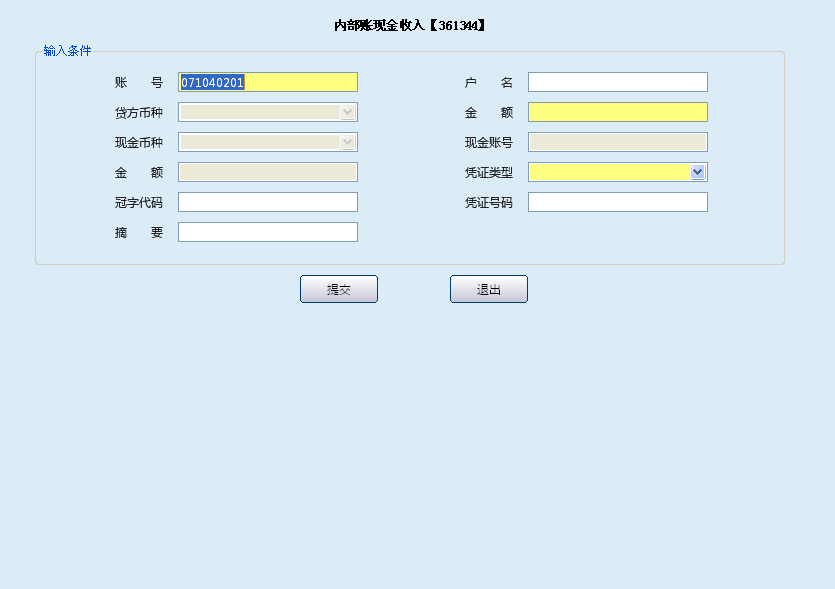 内部账现金收入【361344】
输入条件
账 号 071040201 户 名
贷方币种 金 额
现金币种 现金账号
金 额 凭证类型
冠字代码 凭证号码
摘 要
提交 退出